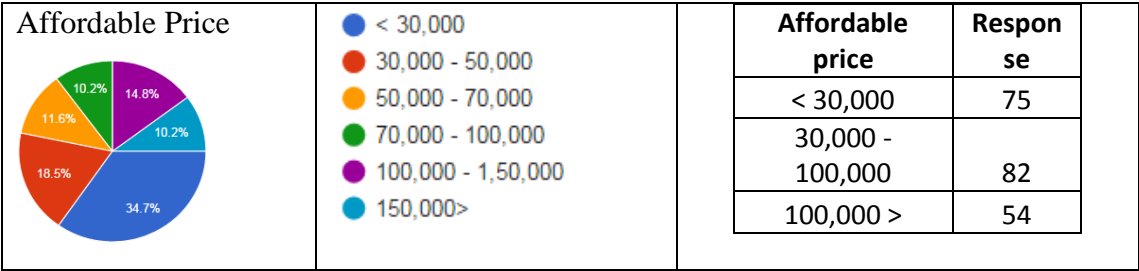 Affordable Price
10.2%
14.8%
11.6%
10.2%
18.5%
34.7%
< 30,000
30,000 - 50,000
50,000 - 70,000
70,000 - 100,000
100,000 - 1,50,000
150,000>
Affordable price Respon se
< 30,000 75
30,000 - 100,000 82
100,000 > 54